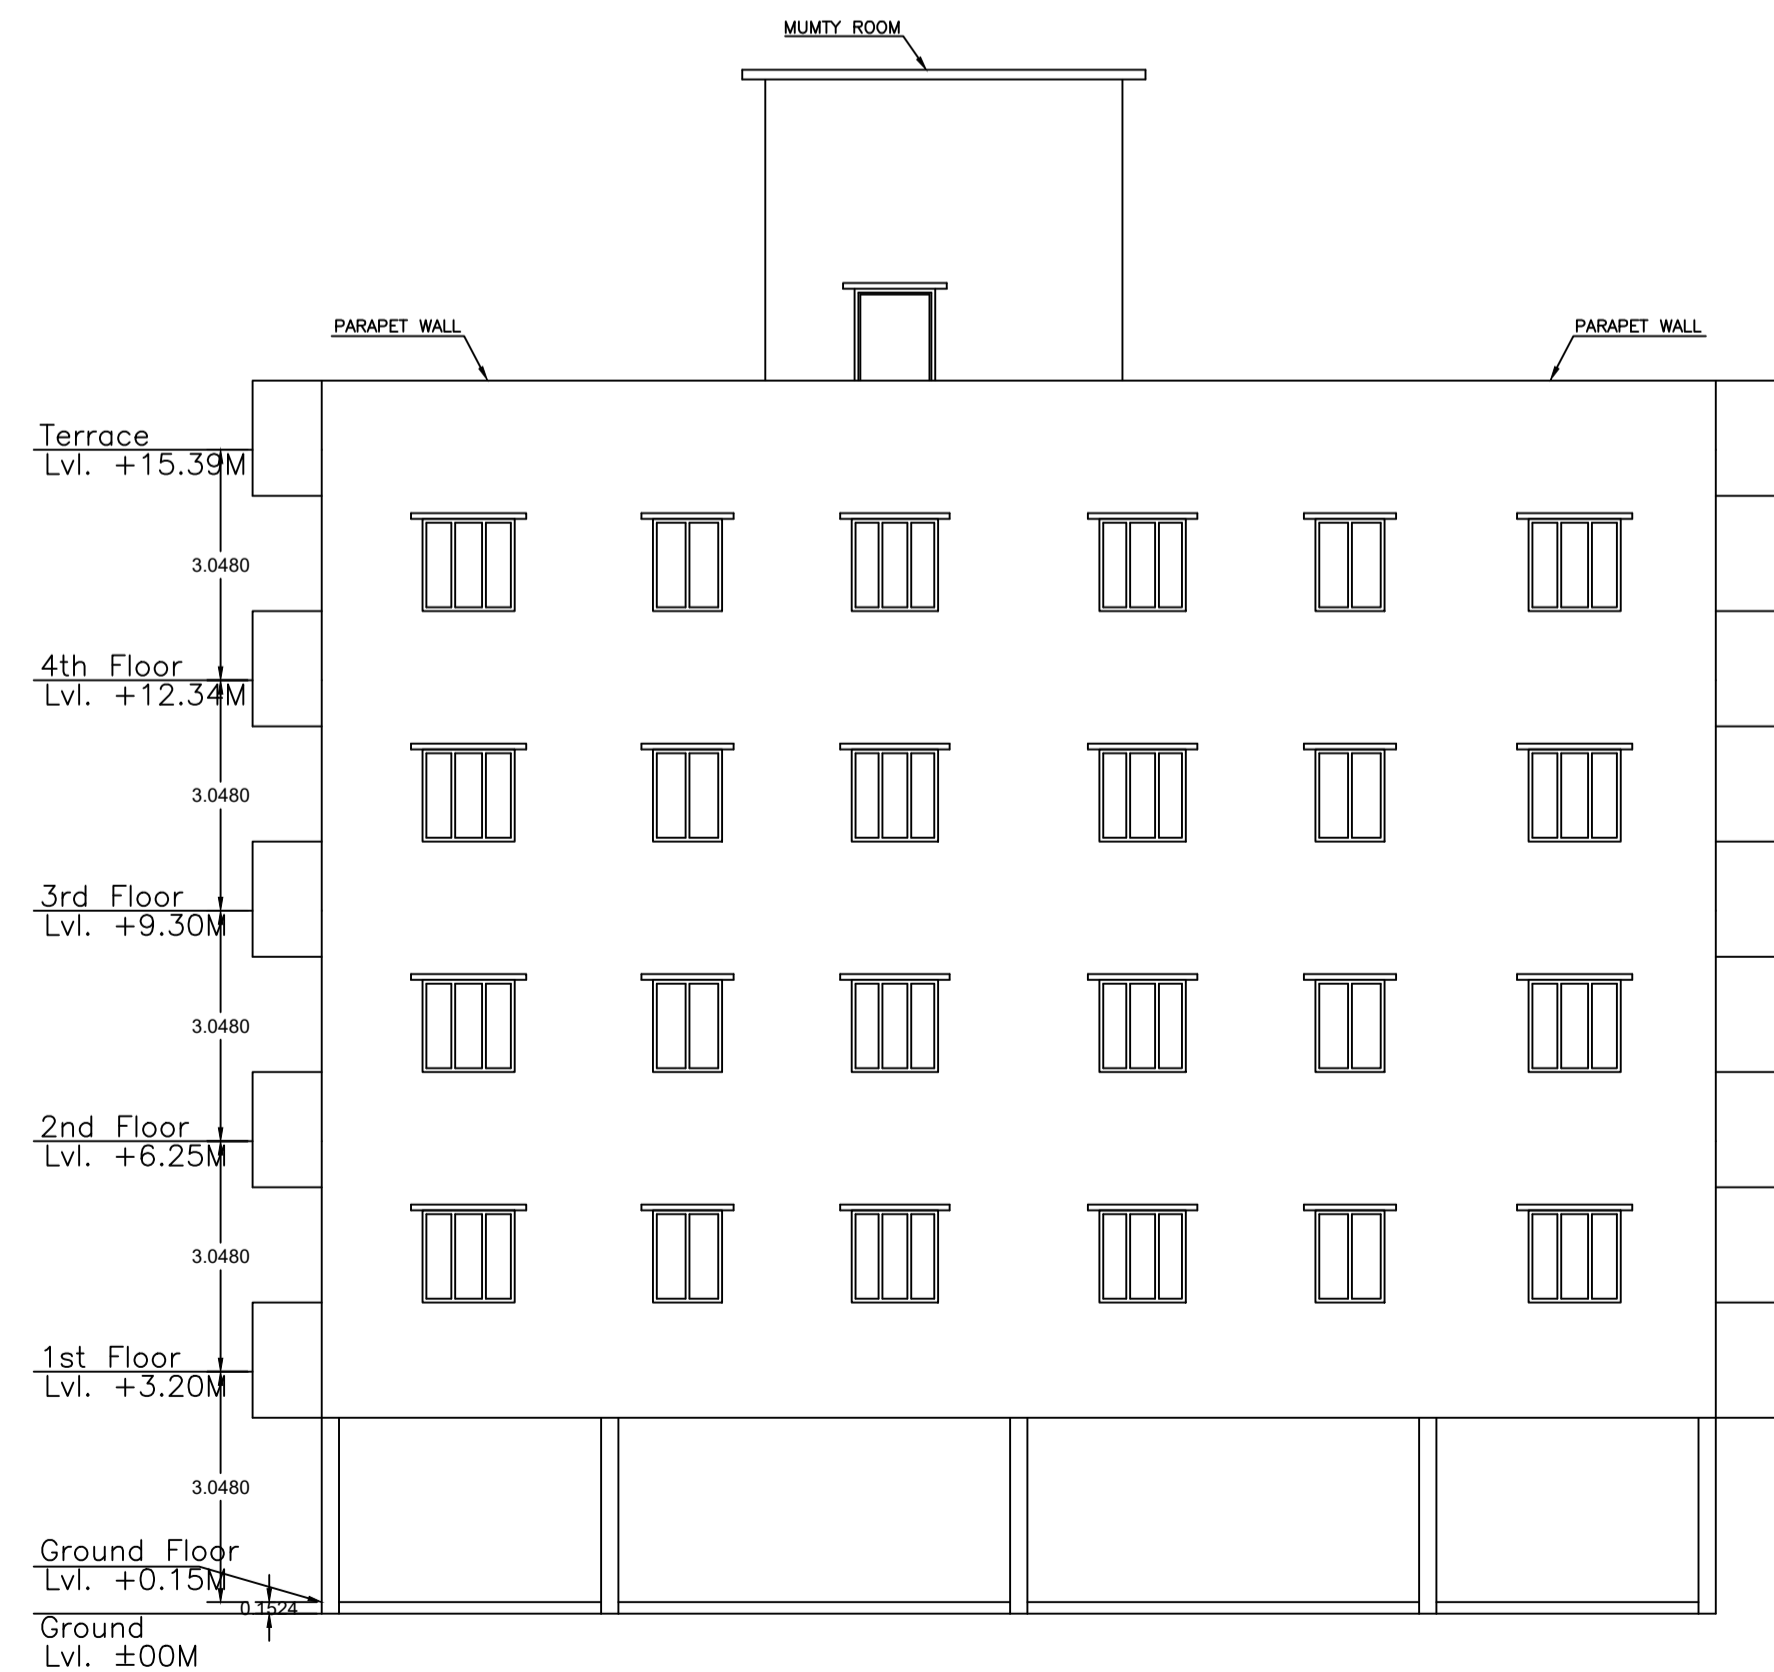 MUMTY ROOM
PARAPET WALL
PARAPET WALL
Terrace
Lvl. +15.39M
3.0480
4th Floor
Lvl. +12.34M
3.0480
3rd Floor
Lvl. +9.30M
3.0480
2nd Floor
Lvl. +6.25M
3.0480
1st Floor
Lvl. +3.20M
3.0480
Ground Floor
Lvl. +0.15M
0.1524
Ground
Lvl. ±00M